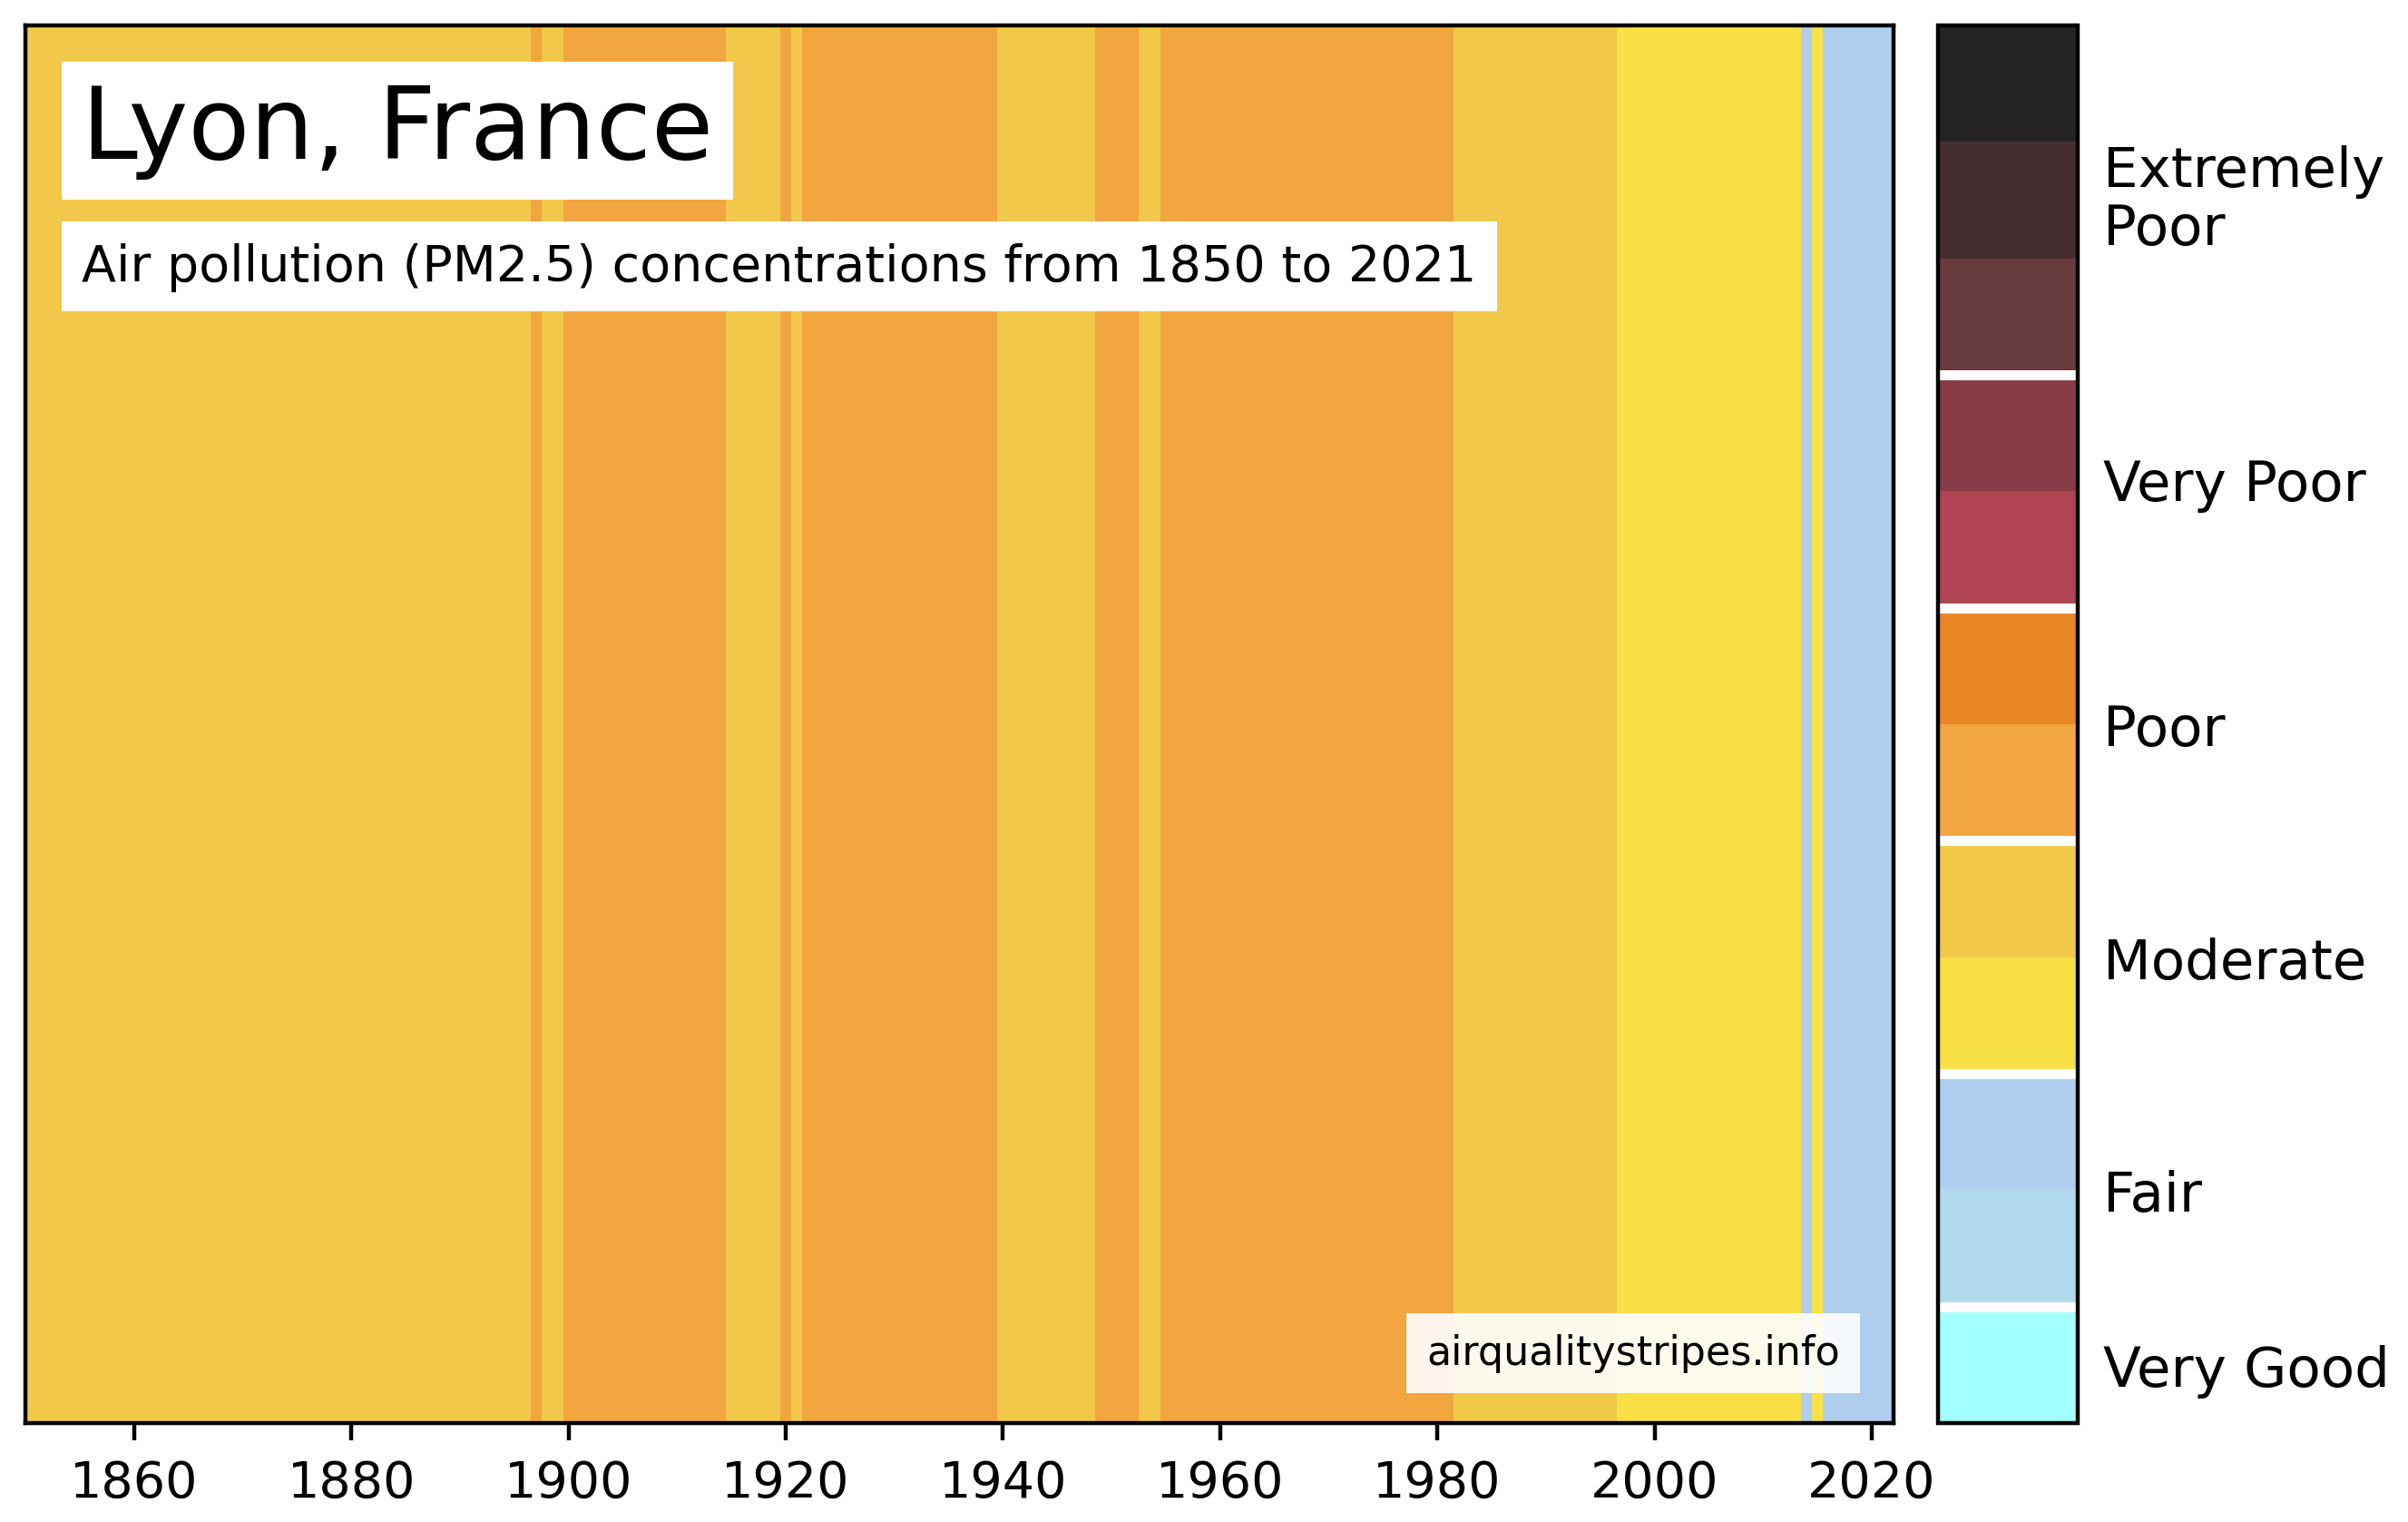 Lyon, France
Air pollution (PM2.5) concentrations from 1850 to 2021
airqualitystripes.info
1860 1880 1900 1920 1940 1960 1980 2000 2020
Extremely
Poor
Very Poor
Poor
Moderate
Fair
Very Good